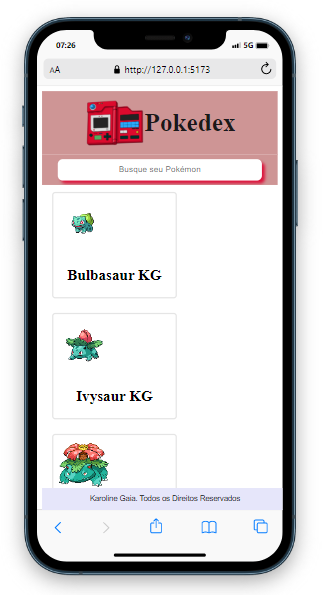 07:26
5G
AA
http://127.0.0.1:5173
Pokedex
Busque seu Pokémon
Bulbasaur KG
Ivysaur KG
Karoline Gaia. Todos os Direitos Reservados